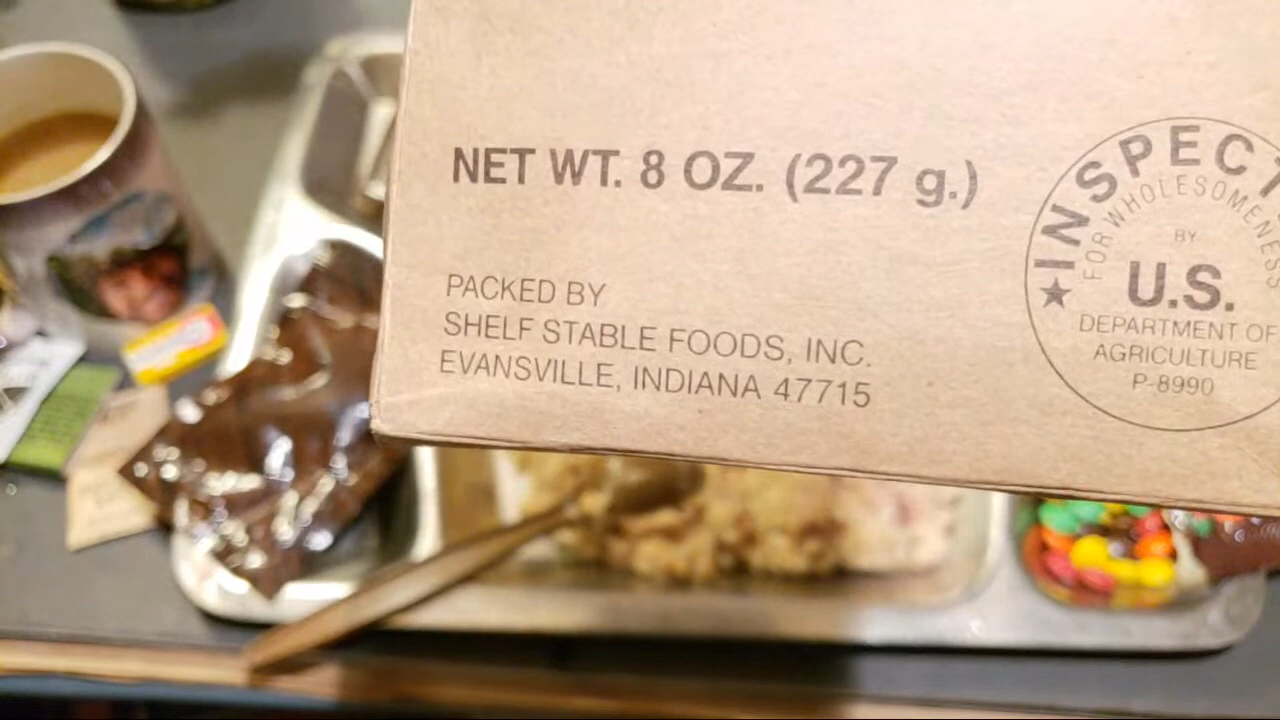 NET WT. 8 OZ. (227 g.)
PACKED BY
SHELF STABLE FOODS, INC.
EVANSVILLE, INDIANA 47715
★INSPECT
FOR WHOLESOMENESS
BY
U.S.
DEPARTMENT OF
AGRICULTURE
P-8990